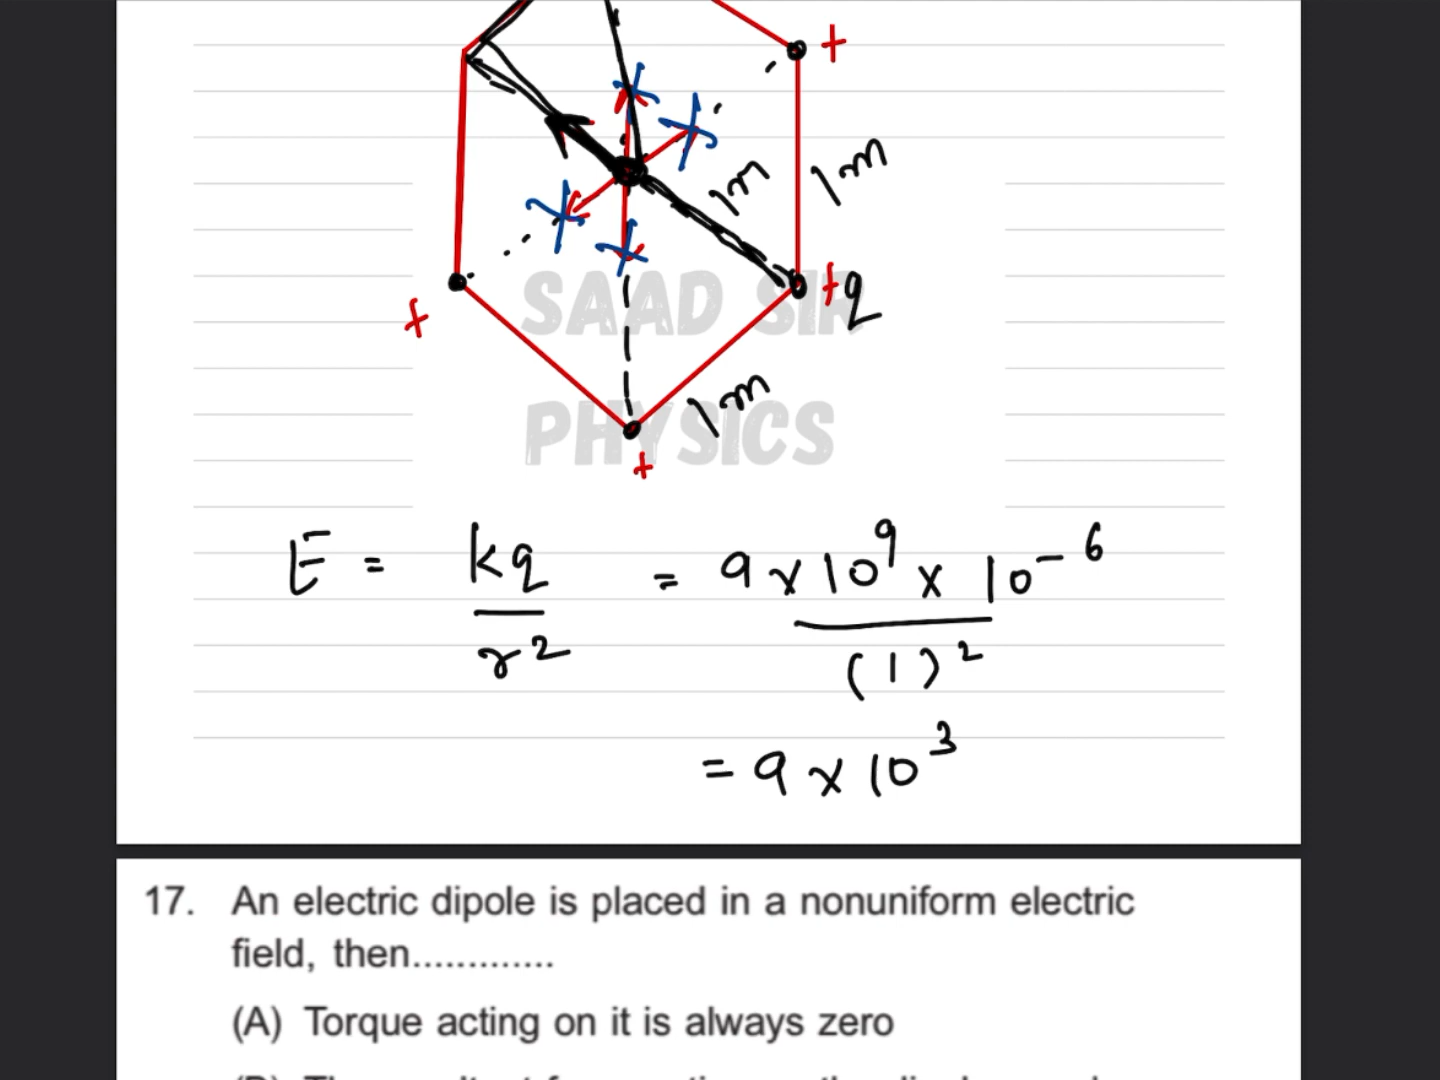 +
1m
1m
+q
+
1m
+
SAAD SIR
PHYSICS
E = kq / r² = 9 x 10⁹ x 10⁻⁶ / (1)²
= 9 x 10³
17. An electric dipole is placed in a nonuniform electric
field, then.............
(A) Torque acting on it is always zero